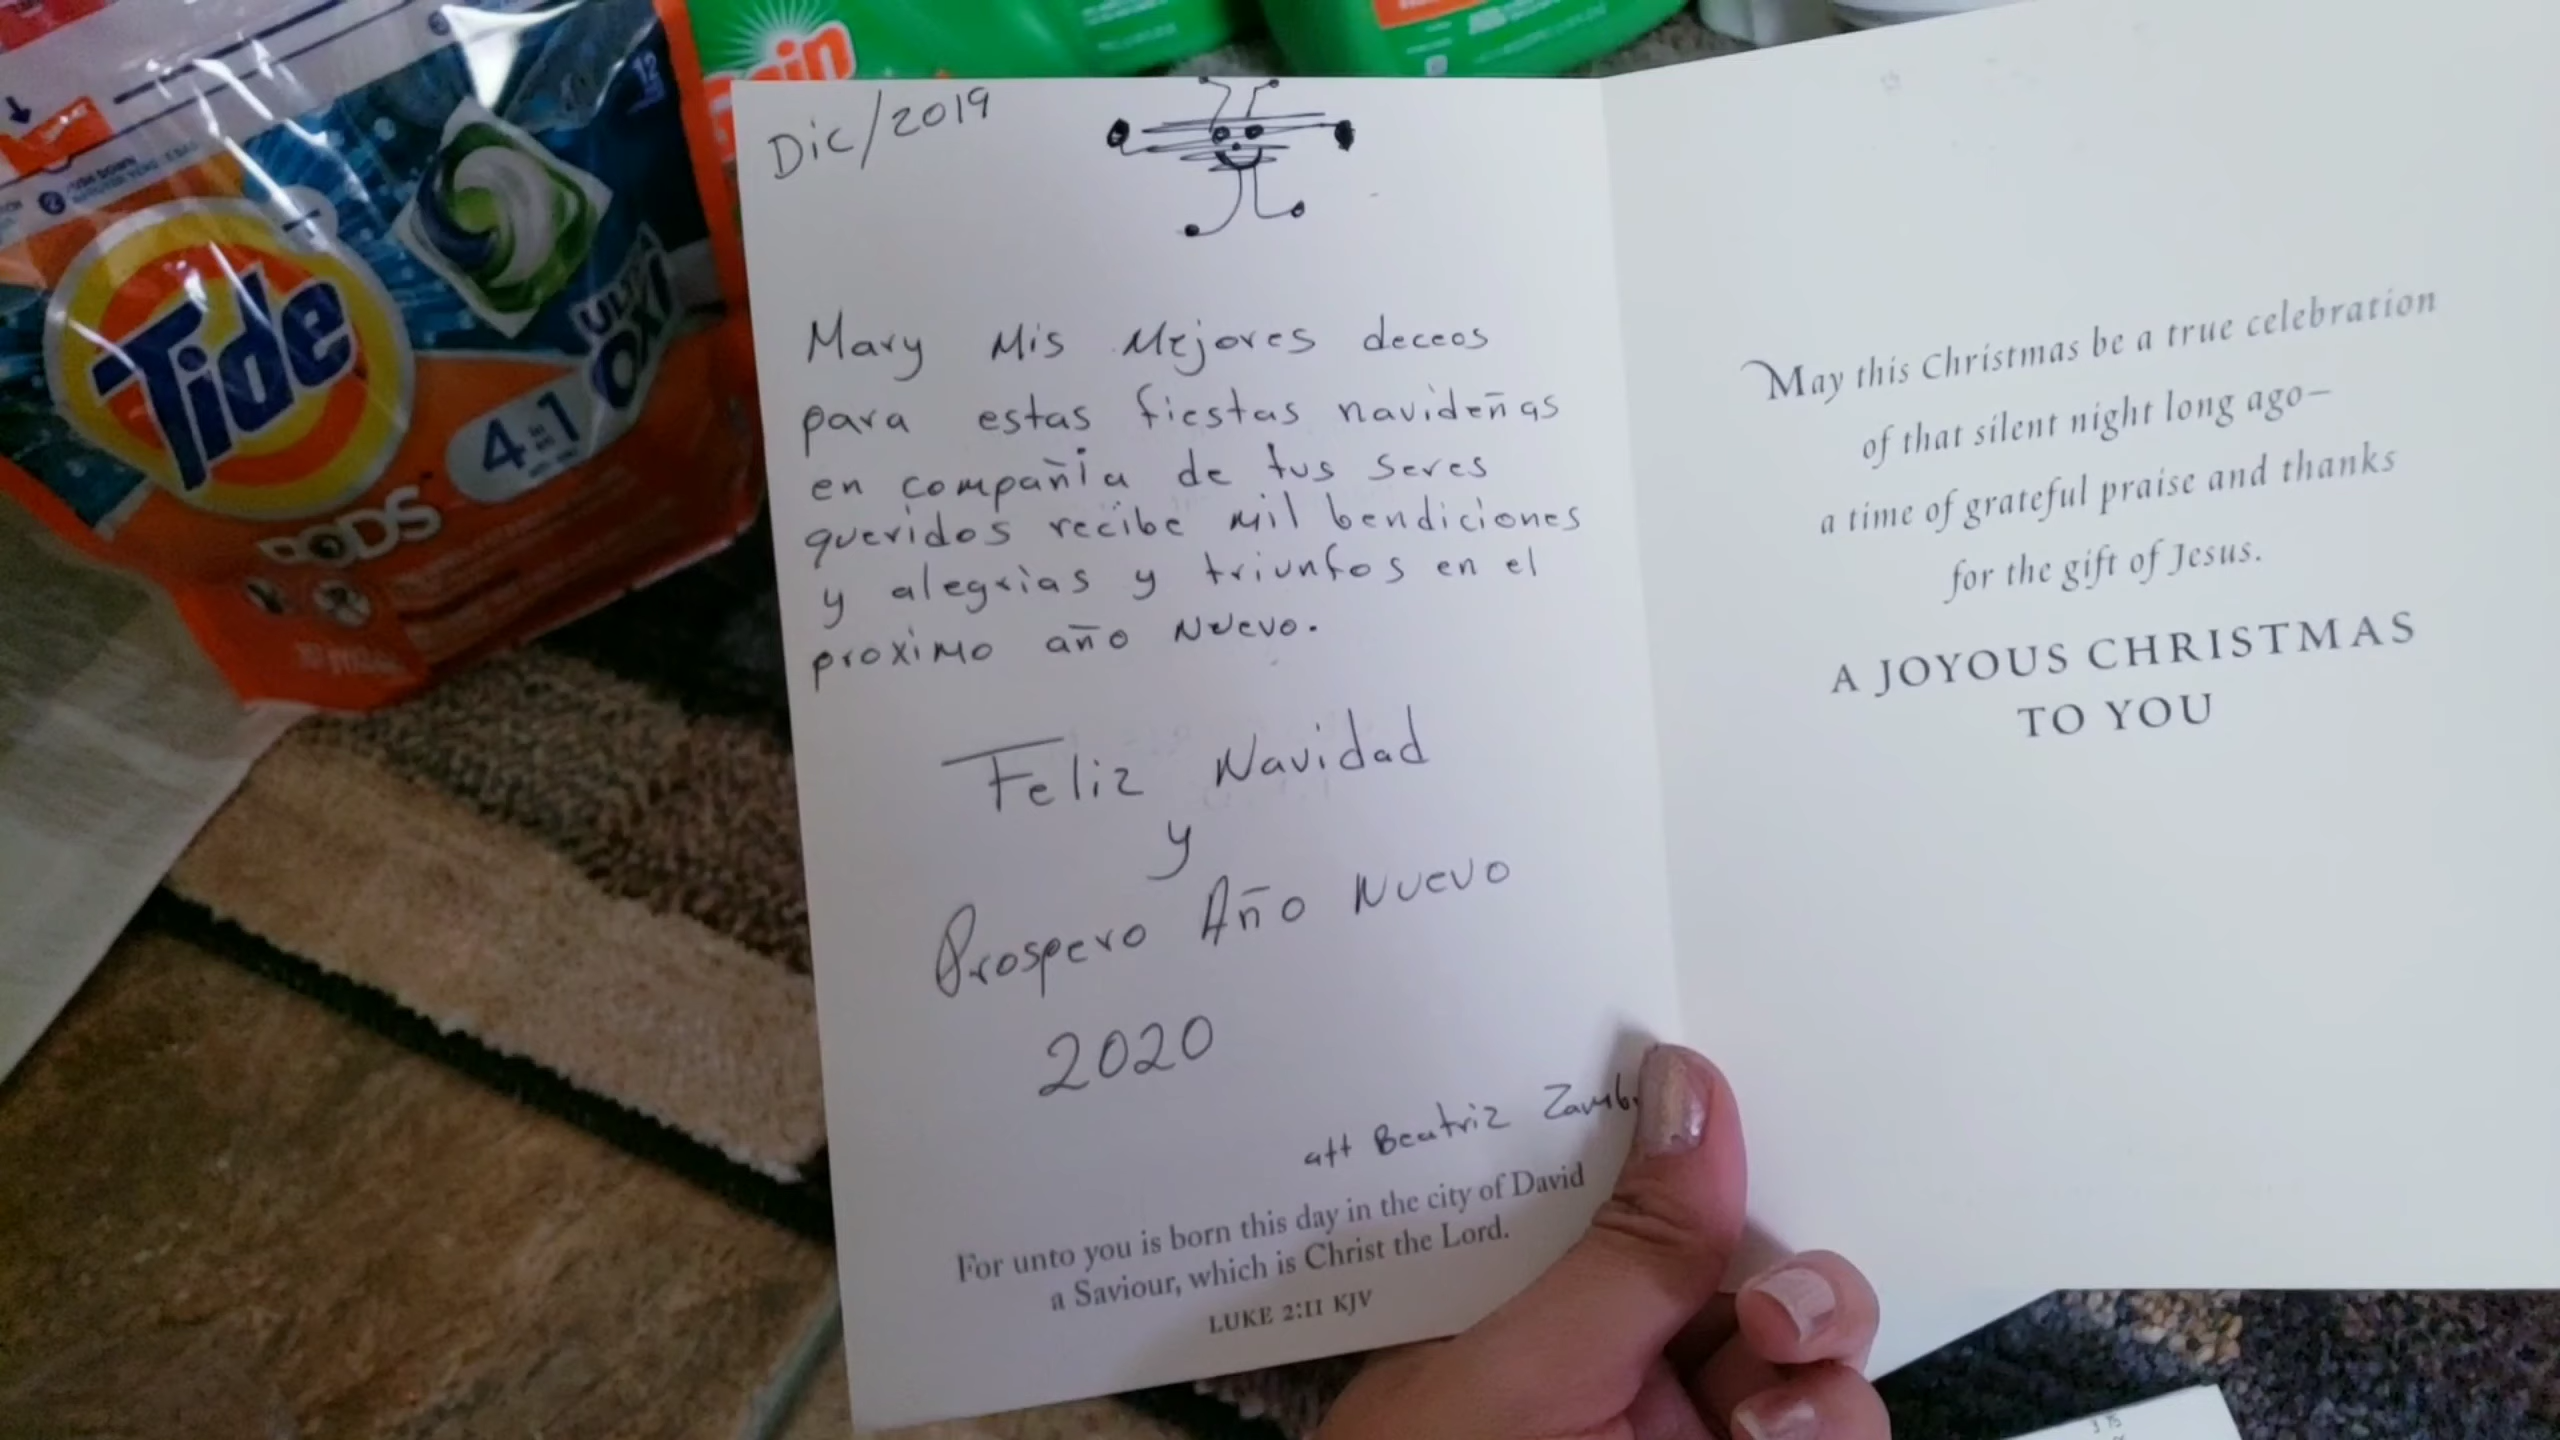 Tide
PODS
4 in 1
ULTRA
OXI
12
Dic/2019
Mary Mis Mejores deceos
para estas fiestas navideñas
en compañia de tus seres
queridos recibe mil bendiciones
y alegrias y triunfos en el
proximo año Nuevo.
Feliz Navidad
y
Prospero Año Nuevo
2020
att Beatriz
For unto you is born this day in the city of David
a Saviour, which is Christ the Lord.
LUKE 2:11 KJV
May this Christmas be a true celebration
of that silent night long ago—
a time of grateful praise and thanks
for the gift of Jesus.
A JOYOUS CHRISTMAS
TO YOU